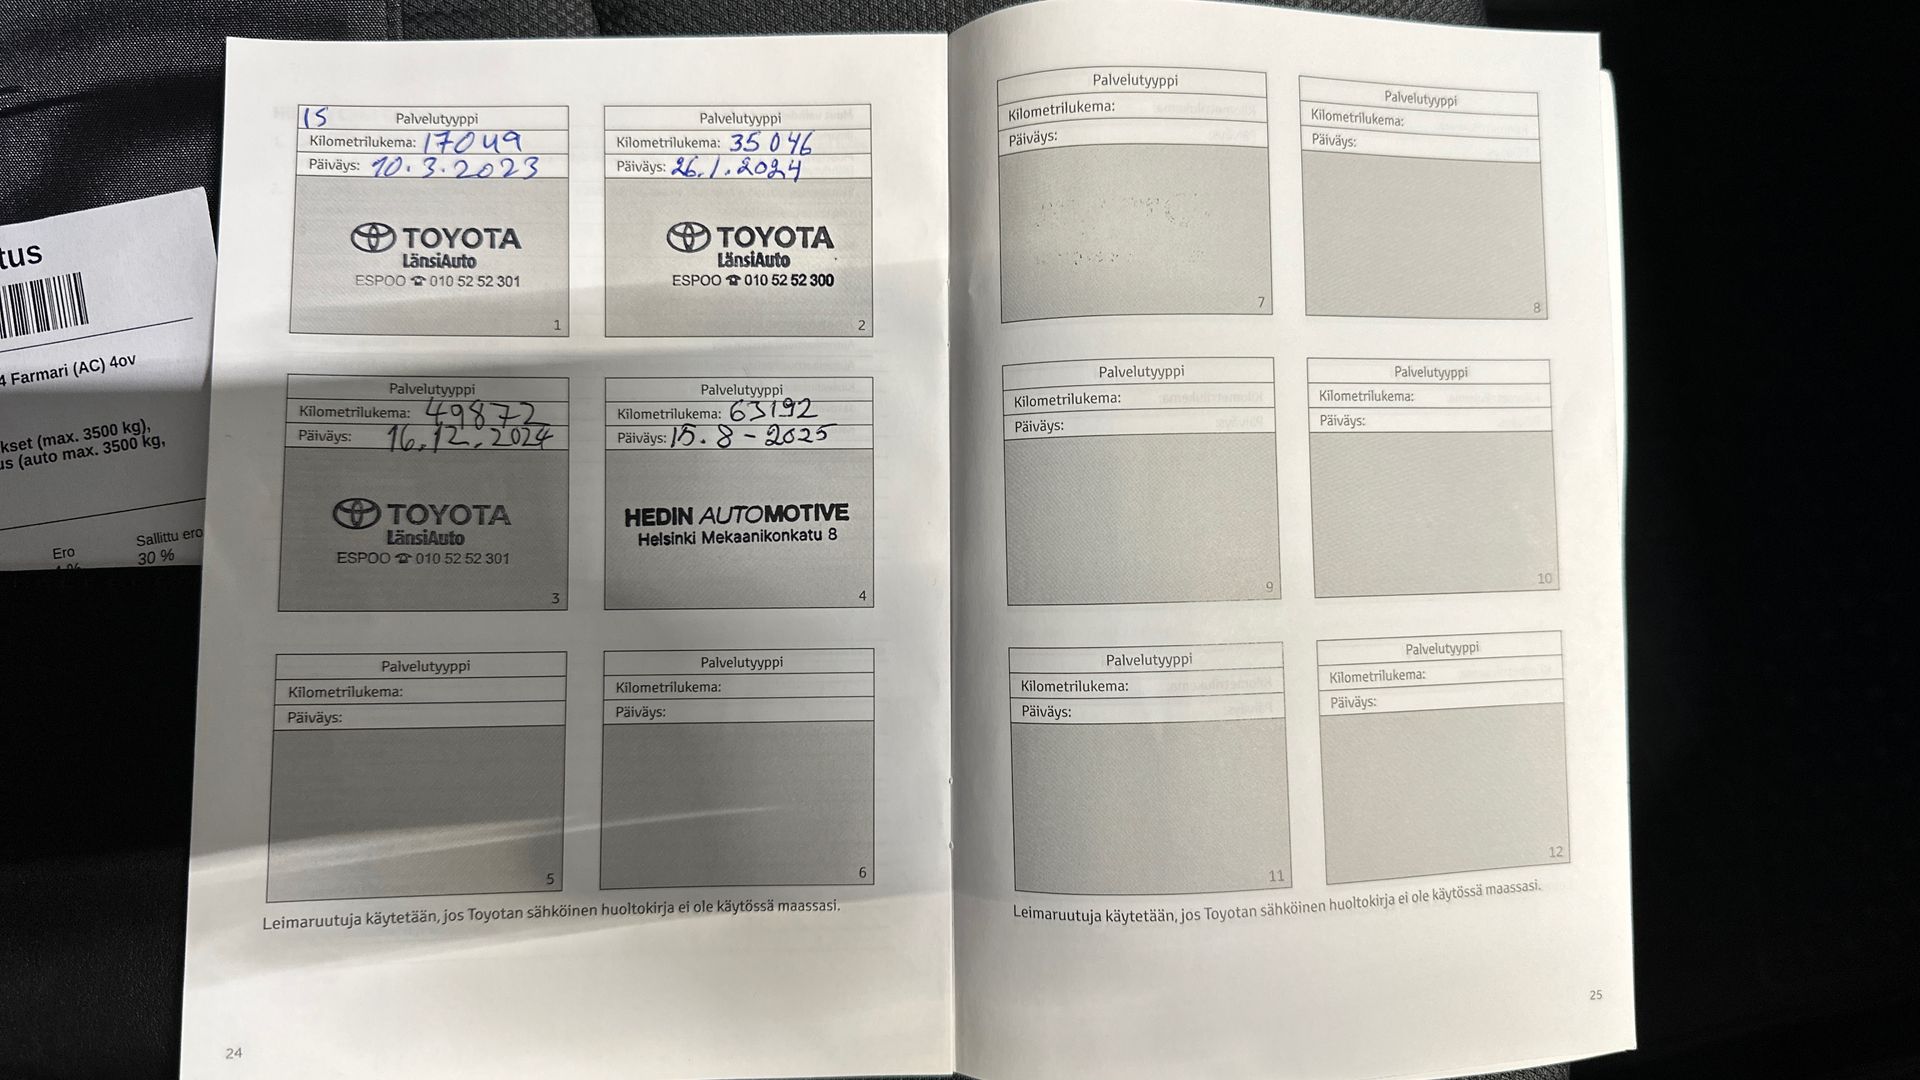 tus
4 Farmari (AC) 4ov
kset (max. 3500 kg),
us (auto max. 3500 kg,
Ero
Sallittu ero
30 %
15
Palvelutyyppi
Kilometrilukema: 17049
Päiväys: 10.3.2023
TOYOTA
LänsiAuto
ESPOO ☎ 010 52 52 301
1
Palvelutyyppi
Kilometrilukema: 35 046
Päiväys: 26.1.2024
TOYOTA
LänsiAuto
ESPOO ☎ 010 52 52 300
2
Palvelutyyppi
Kilometrilukema: 49872
Päiväys: 16.12.2024
TOYOTA
LänsiAuto
ESPOO ☎ 010 52 52 301
3
Palvelutyyppi
Kilometrilukema: 63192
Päiväys: 15.8-2025
HEDIN AUTOMOTIVE
Helsinki Mekaanikonkatu 8
4
Palvelutyyppi
Kilometrilukema:
Päiväys:
5
Palvelutyyppi
Kilometrilukema:
Päiväys:
6
Leimaruutuja käytetään, jos Toyotan sähköinen huoltokirja ei ole käytössä maassasi.
24
Palvelutyyppi
Kilometrilukema:
Päiväys:
7
Palvelutyyppi
Kilometrilukema:
Päiväys:
8
Palvelutyyppi
Kilometrilukema:
Päiväys:
9
Palvelutyyppi
Kilometrilukema:
Päiväys:
10
Palvelutyyppi
Kilometrilukema:
Päiväys:
11
Palvelutyyppi
Kilometrilukema:
Päiväys:
12
Leimaruutuja käytetään, jos Toyotan sähköinen huoltokirja ei ole käytössä maassasi.
25